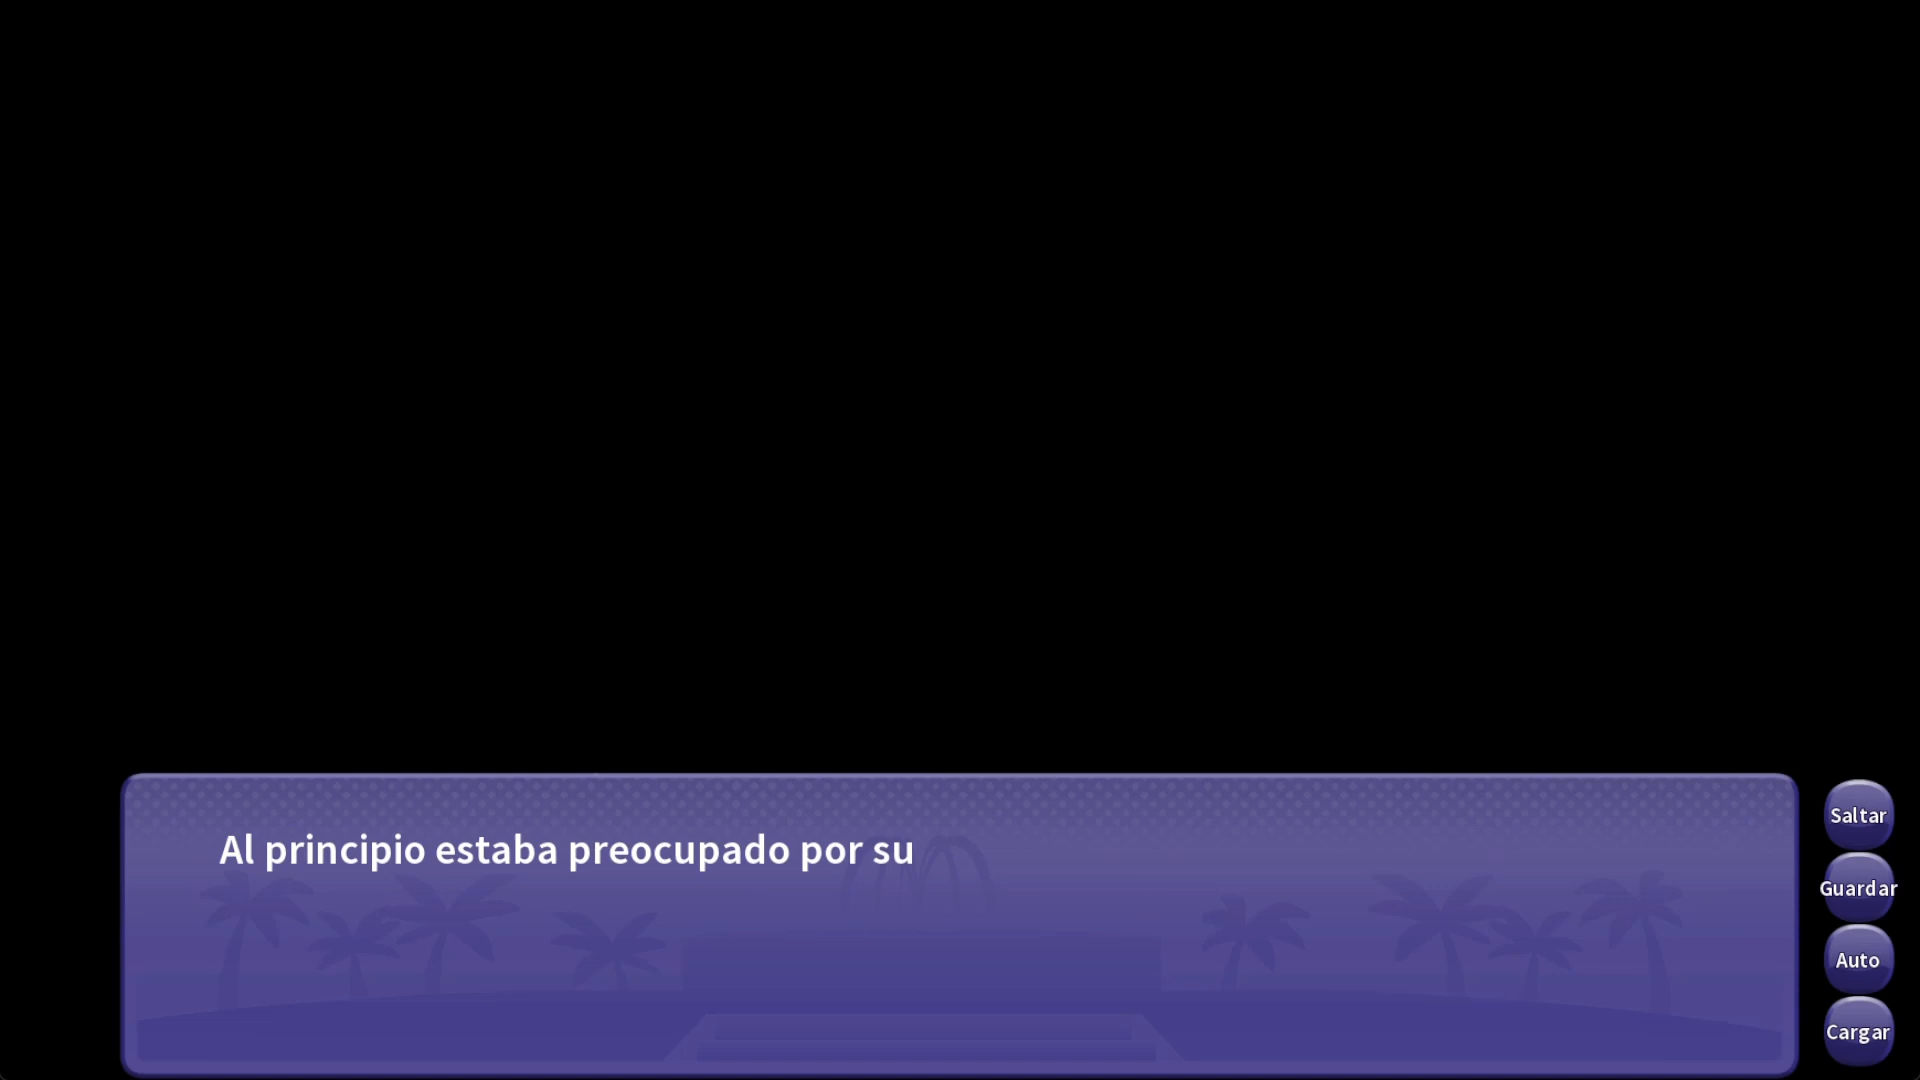 Al principio estaba preocupado por su
Saltar
Guardar
Auto
Cargar